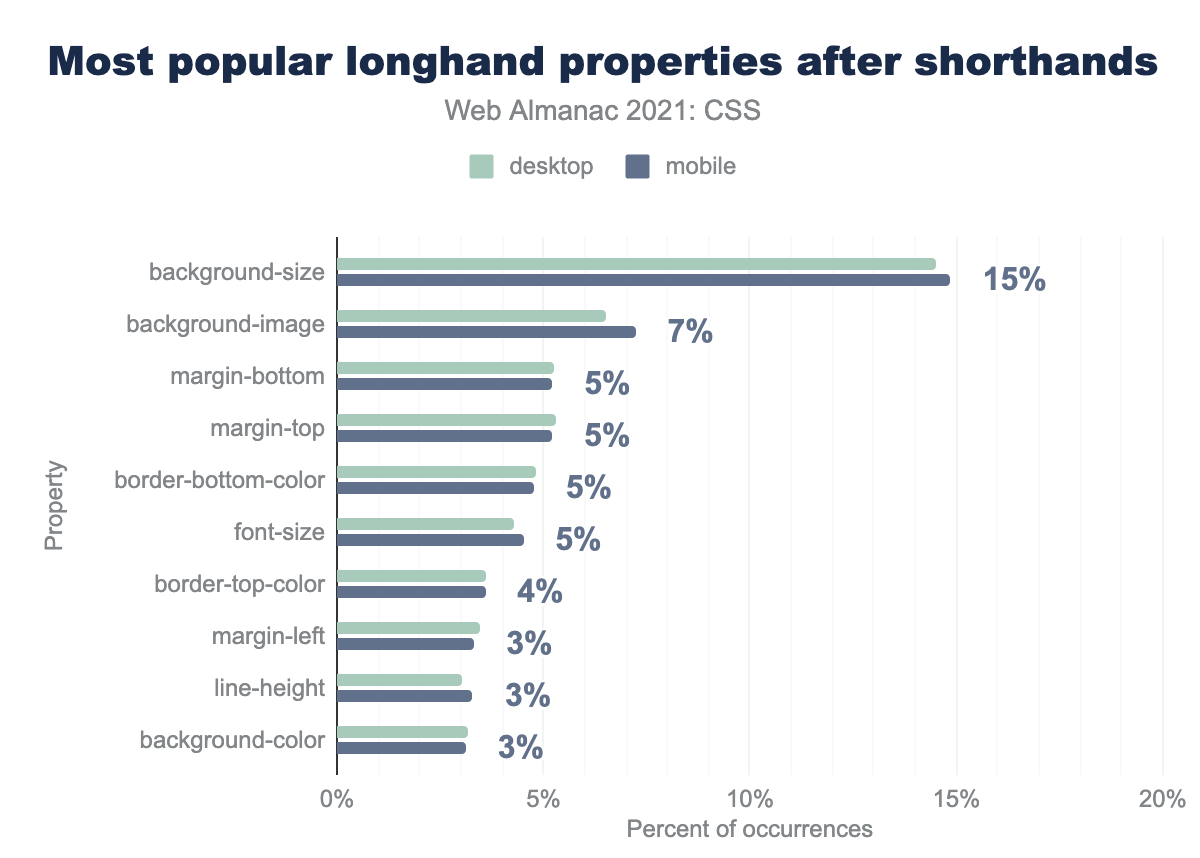 Most popular longhand properties after shorthands
Web Almanac 2021: CSS
desktop mobile
background-size 15%
background-image 7%
margin-bottom 5%
margin-top 5%
border-bottom-color 5%
font-size 5%
border-top-color 4%
margin-left 3%
line-height 3%
background-color 3%
Property
0% 5% 10% 15% 20%
Percent of occurrences